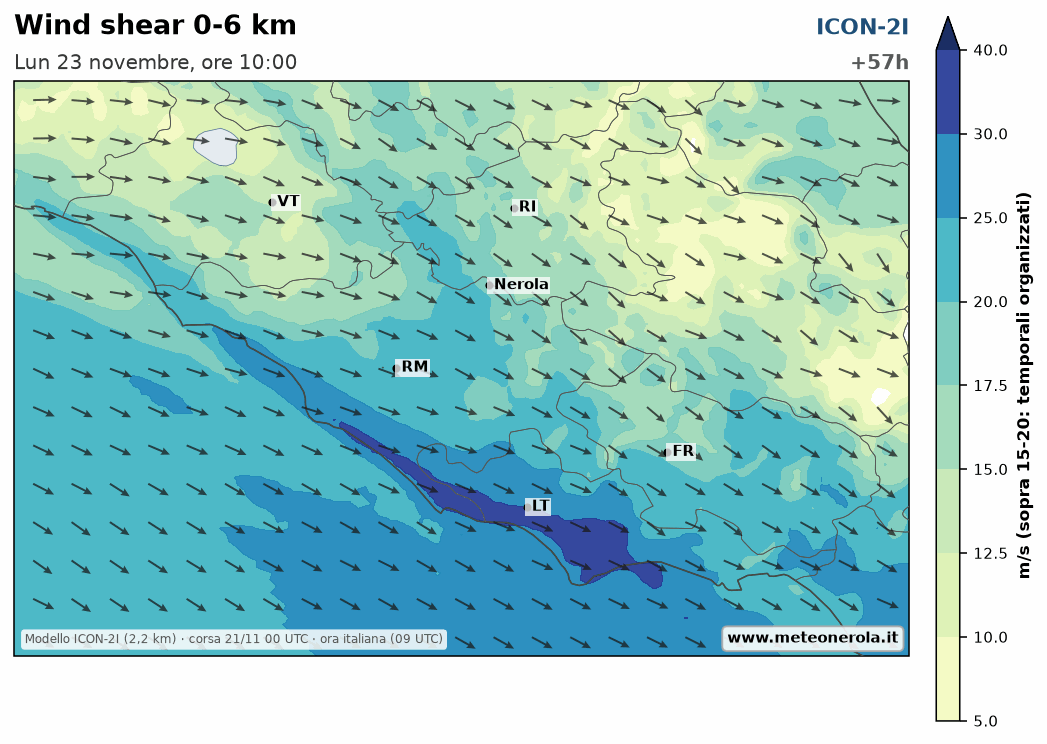 Wind shear 0-6 km
ICON-2I
Lun 23 novembre, ore 10:00
+57h
VT
RI
Nerola
RM
FR
LT
Modello ICON-2I (2,2 km) · corsa 21/11 00 UTC · ora italiana (09 UTC)
www.meteonerola.it
40.0
30.0
25.0
20.0
17.5
15.0
12.5
10.0
5.0
m/s (sopra 15-20: temporali organizzati)